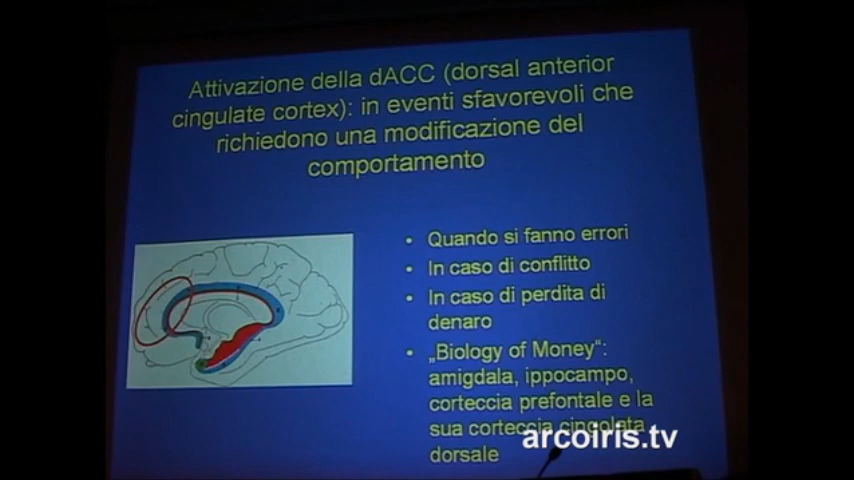 Attivazione della dACC (dorsal anterior
cingulate cortex): in eventi sfavorevoli che
richiedono una modificazione del
comportamento
• Quando si fanno errori
• In caso di conflitto
• In caso di perdita di
denaro
• „Biology of Money“:
amigdala, ippocampo,
corteccia prefontale e la
sua corteccia cingolata
dorsale
arcoiris.tv